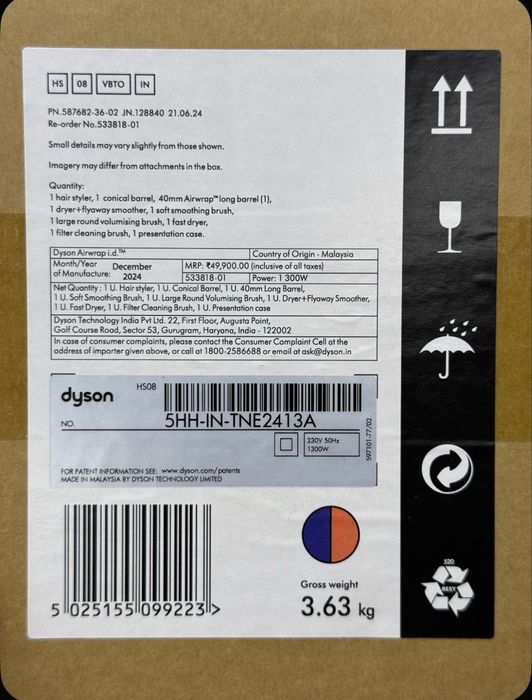 HS 08 VBTO IN
PN.587682-36-02 JN.128840 21.06.24
Re-order No.533818-01
Small details may vary slightly from those shown.
Imagery may differ from attachments in the box.
Quantity:
1 hair styler, 1 conical barrel, 40mm Airwrap™ long barrel (1),
1 dryer+flyaway smoother, 1 soft smoothing brush,
1 large round volumising brush, 1 fast dryer,
1 filter cleaning brush, 1 presentation case.
Dyson Airwrap i.d.™ Country of Origin - Malaysia
Month/Year of Manufacture: December 2024 MRP: ₹49,900.00 (inclusive of all taxes)
533818-01 Power: 1 300W
Net Quantity : 1 U. Hair styler, 1 U. Conical Barrel, 1 U. 40mm Long Barrel,
1 U. Soft Smoothing Brush, 1 U. Large Round Volumising Brush, 1 U. Dryer+Flyaway Smoother,
1 U. Fast Dryer, 1 U. Filter Cleaning Brush, 1 U. Presentation case
Dyson Technology India Pvt Ltd. 22, First Floor, Augusta Point,
Golf Course Road, Sector 53, Gurugram, Haryana, India - 122002
In case of consumer complaints, please contact the Consumer Complaint Cell at the
address of importer given above, or call at 1800-2586688 or email at ask@dyson.in
dyson HS08
NO. 5HH-IN-TNE2413A
230V 50Hz
1300W
597101-77/02
FOR PATENT INFORMATION SEE: www.dyson.com/patents
MADE IN MALAYSIA BY DYSON TECHNOLOGY LIMITED
5 025155 099223 >
Gross weight
3.63 kg
520
RESY